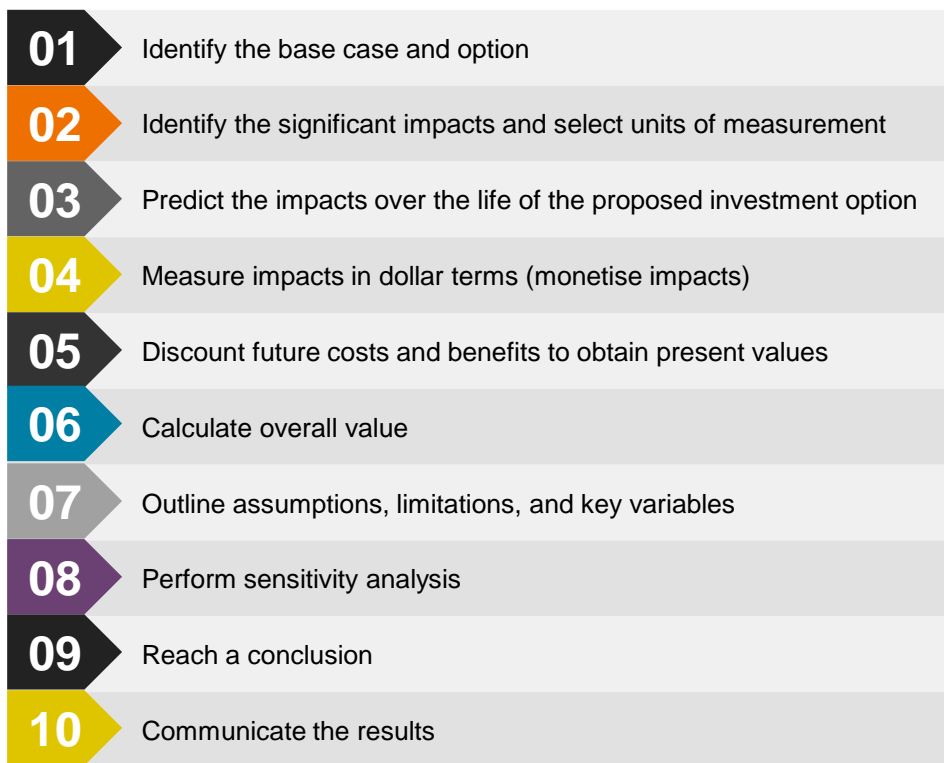 01 Identify the base case and option
02 Identify the significant impacts and select units of measurement
03 Predict the impacts over the life of the proposed investment option
04 Measure impacts in dollar terms (monetise impacts)
05 Discount future costs and benefits to obtain present values
06 Calculate overall value
07 Outline assumptions, limitations, and key variables
08 Perform sensitivity analysis
09 Reach a conclusion
10 Communicate the results